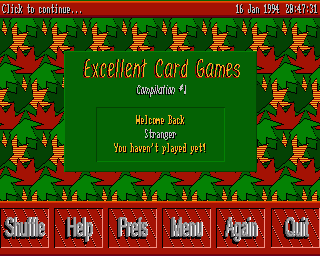 Click to continue...
16 Jan 1994 20:47:31
Excellent Card Games
Compilation #1
Welcome Back
Stranger
You haven't played yet!
Shuffle
Help
Prefs
Menu
Again
Quit